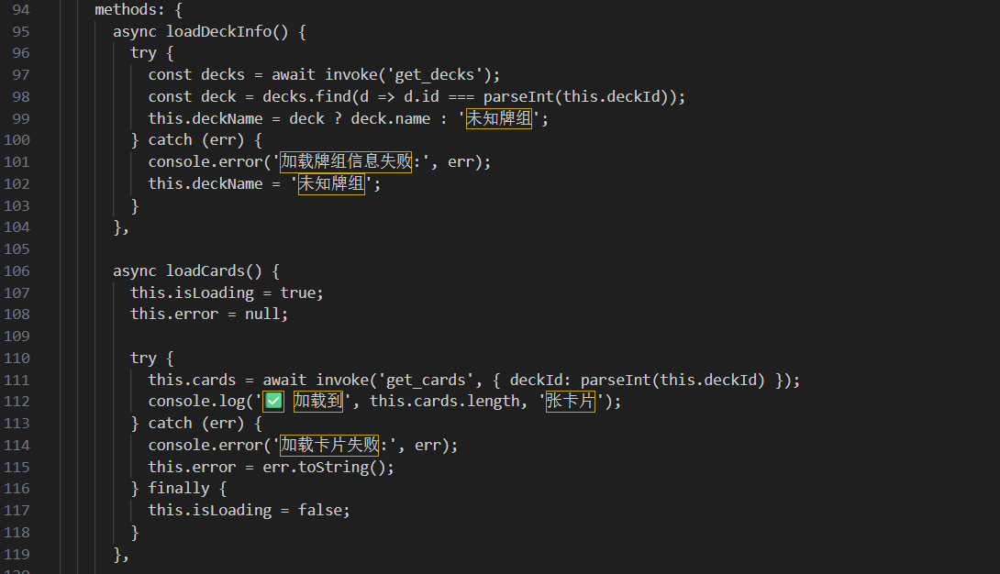 94 methods: {
95 async loadDeckInfo() {
96 try {
97 const decks = await invoke('get_decks');
98 const deck = decks.find(d => d.id === parseInt(this.deckId));
99 this.deckName = deck ? deck.name : '未知牌组';
100 } catch (err) {
101 console.error('加载牌组信息失败:', err);
102 this.deckName = '未知牌组';
103 }
104 },
105
106 async loadCards() {
107 this.isLoading = true;
108 this.error = null;
109
110 try {
111 this.cards = await invoke('get_cards', { deckId: parseInt(this.deckId) });
112 console.log('✅ 加载到', this.cards.length, '张卡片');
113 } catch (err) {
114 console.error('加载卡片失败:', err);
115 this.error = err.toString();
116 } finally {
117 this.isLoading = false;
118 }
119 },